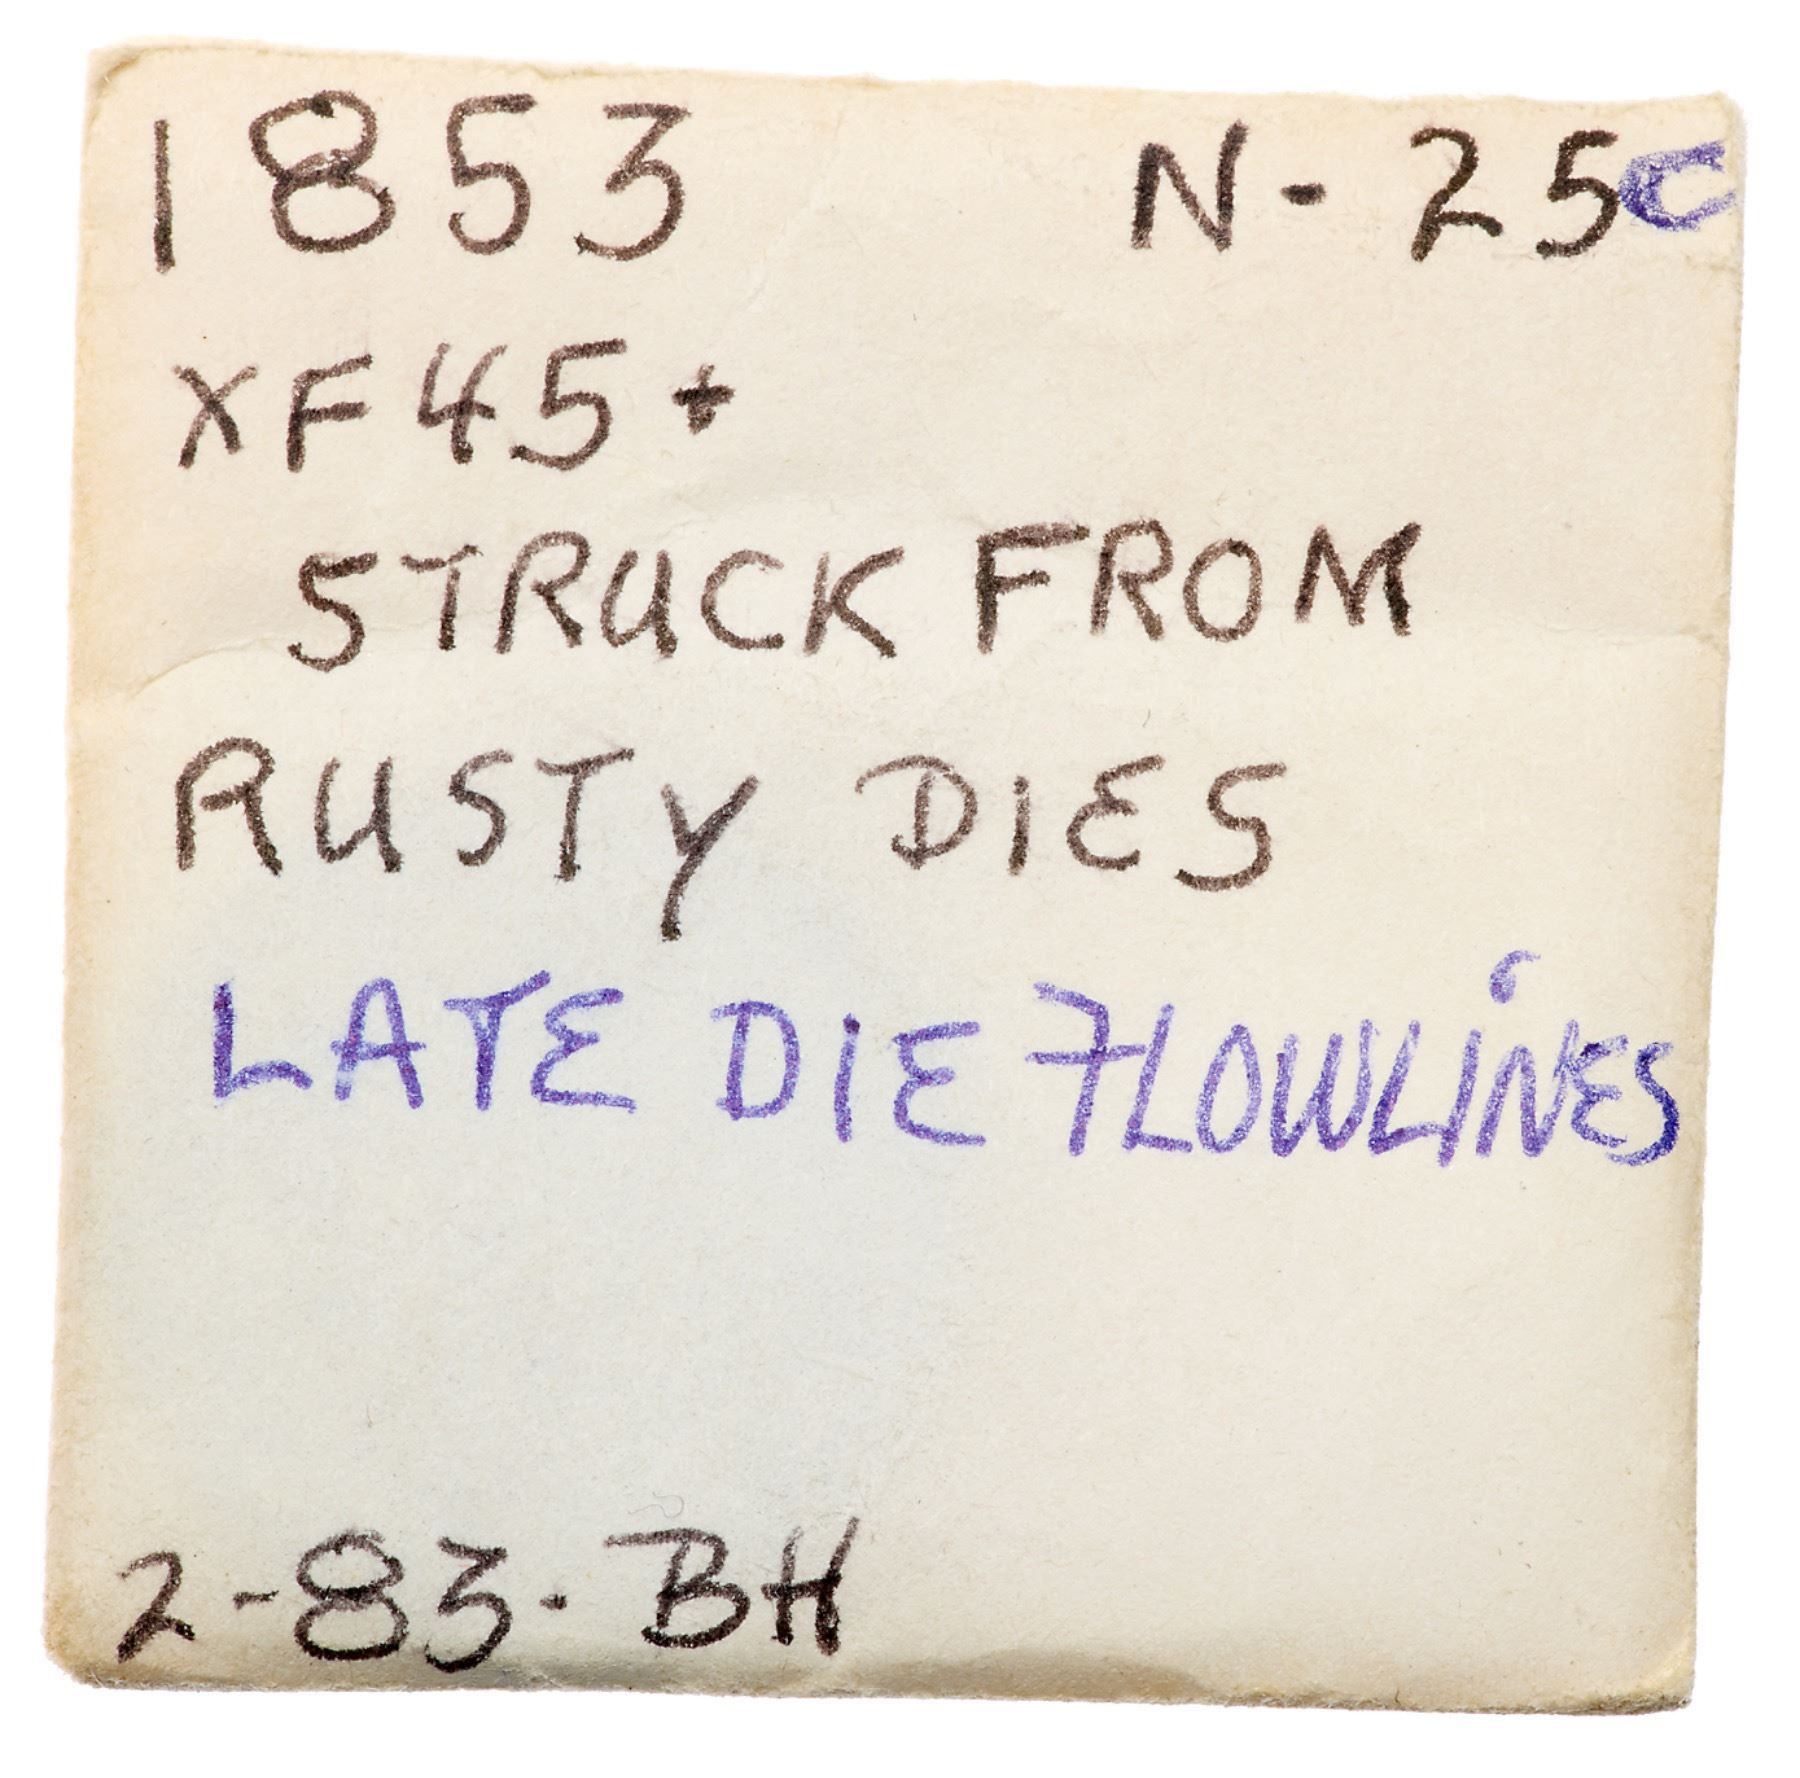 1853 N-25C
XF45+
STRUCK FROM
RUSTY DIES
LATE DIE FLOWLINES
2-83. BH